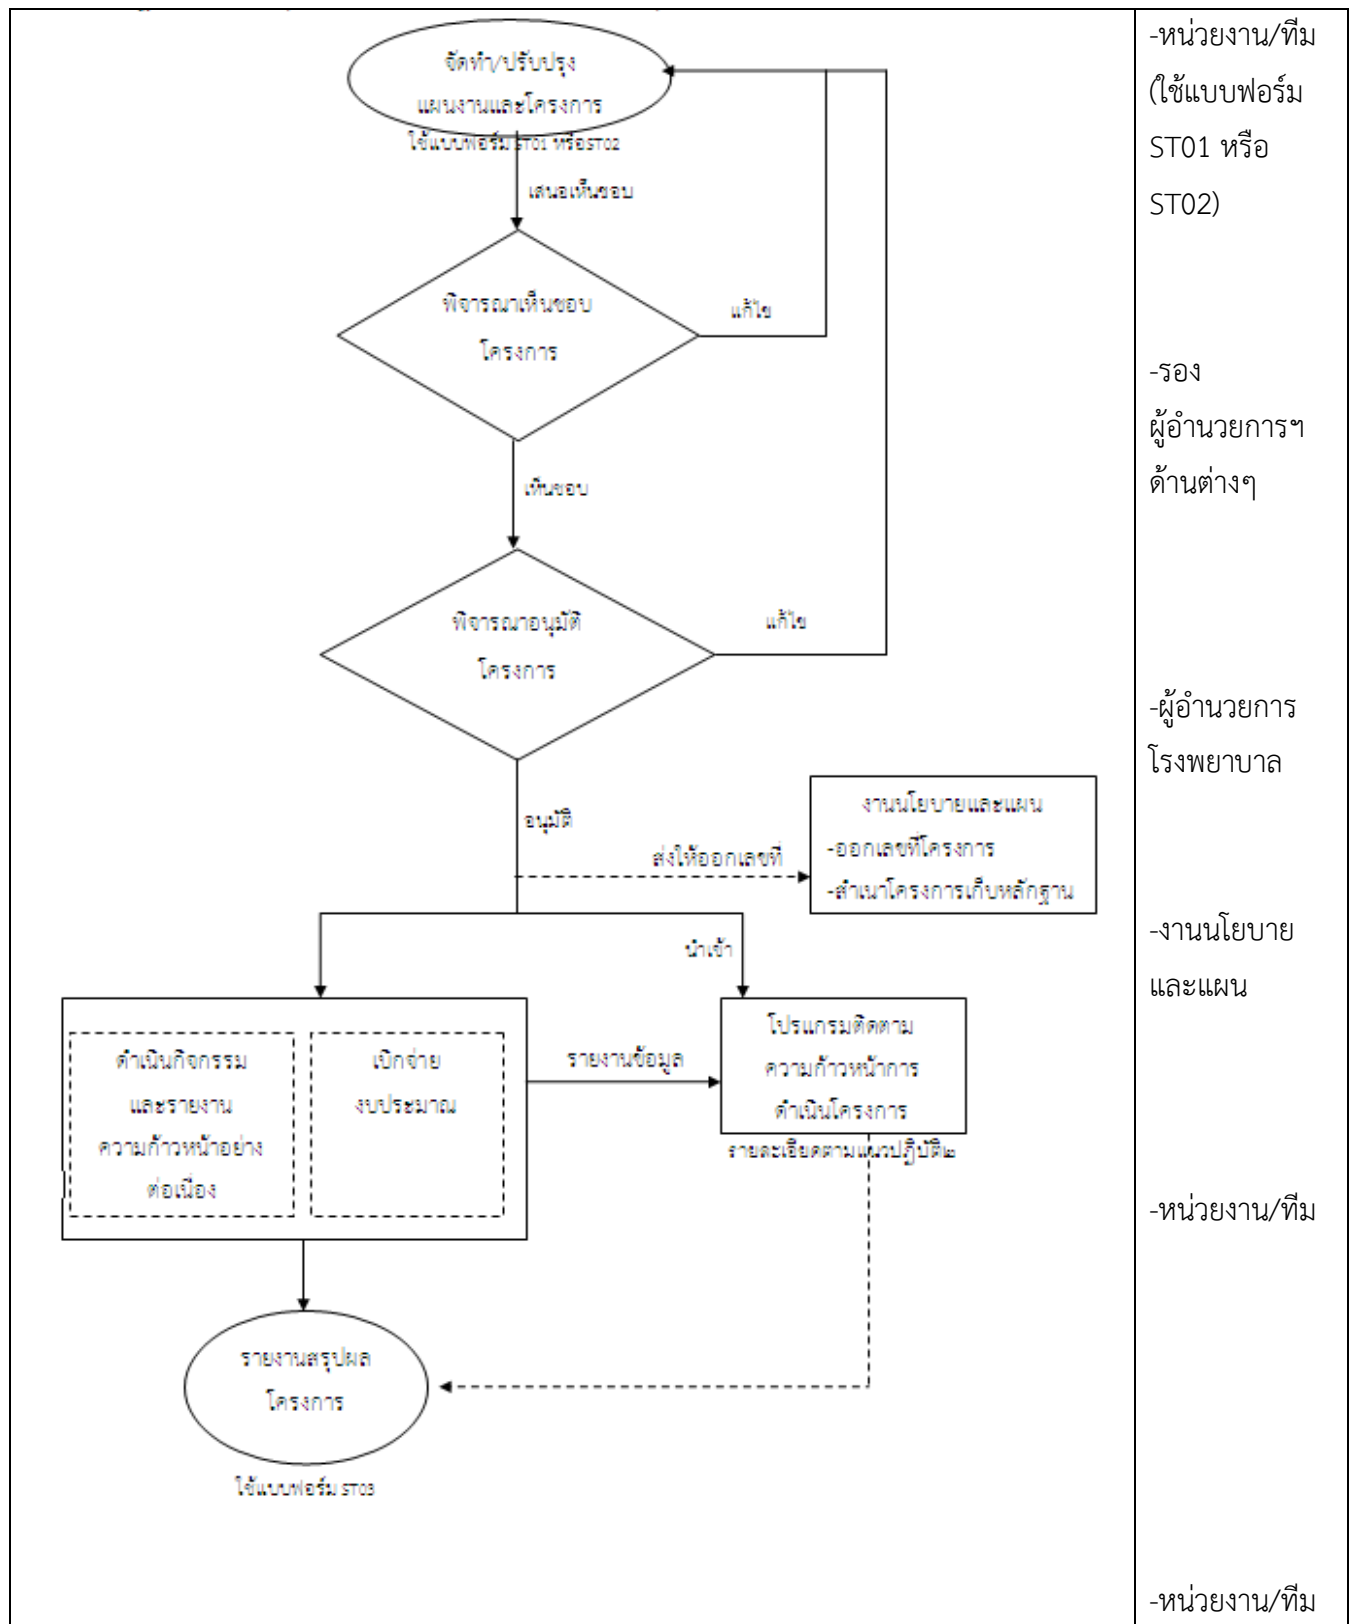 จัดทำ/ปรับปรุง
แผนงานและโครงการ
ใช้แบบฟอร์ม ST01 หรือST02
เสนอเห็นชอบ
พิจารณาเห็นชอบ
โครงการ
แก้ไข
เห็นชอบ
พิจารณาอนุมัติ
โครงการ
แก้ไข
อนุมัติ
ส่งให้ออกเลขที่
งานนโยบายและแผน
-ออกเลขที่โครงการ
-สำเนาโครงการเก็บหลักฐาน
นำเข้า
ดำเนินกิจกรรม
และรายงาน
ความก้าวหน้าอย่าง
ต่อเนื่อง
เบิกจ่าย
งบประมาณ
รายงานข้อมูล
โปรแกรมติดตาม
ความก้าวหน้าการ
ดำเนินโครงการ
รายละเอียดตามแนวปฏิบัติ๒
รายงานสรุปผล
โครงการ
ใช้แบบฟอร์ม ST03
-หน่วยงาน/ทีม
(ใช้แบบฟอร์ม
ST01 หรือ
ST02)
-รอง
ผู้อำนวยการฯ
ด้านต่างๆ
-ผู้อำนวยการ
โรงพยาบาล
-งานนโยบาย
และแผน
-หน่วยงาน/ทีม
-หน่วยงาน/ทีม